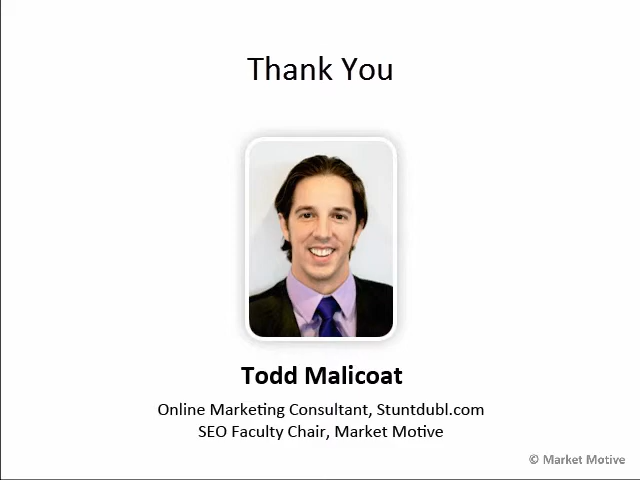 Thank You
Todd Malicoat
Online Marketing Consultant, Stuntdubl.com
SEO Faculty Chair, Market Motive
© Market Motive